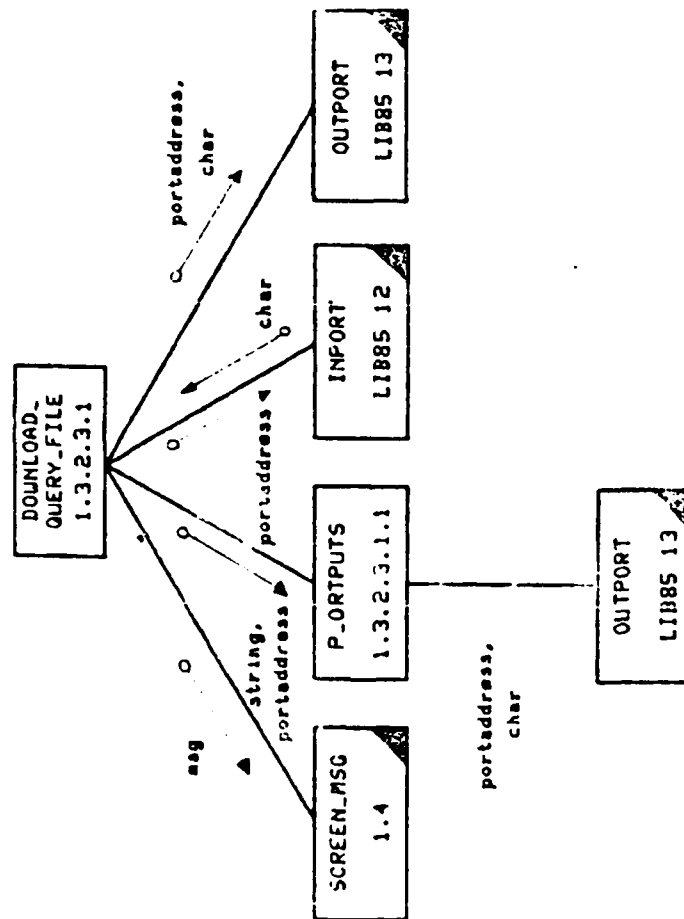 DOWNLOAD_
QUERY_FILE
1.3.2.3.1
msg
string,
portaddress
portaddress
char
portaddress,
char
SCREEN_MSG
1.4
P_ORTPUTS
1.3.2.3.1.1
INPORT
LIB85 12
OUTPORT
LIB85 13
portaddress,
char
OUTPORT
LIB85 13